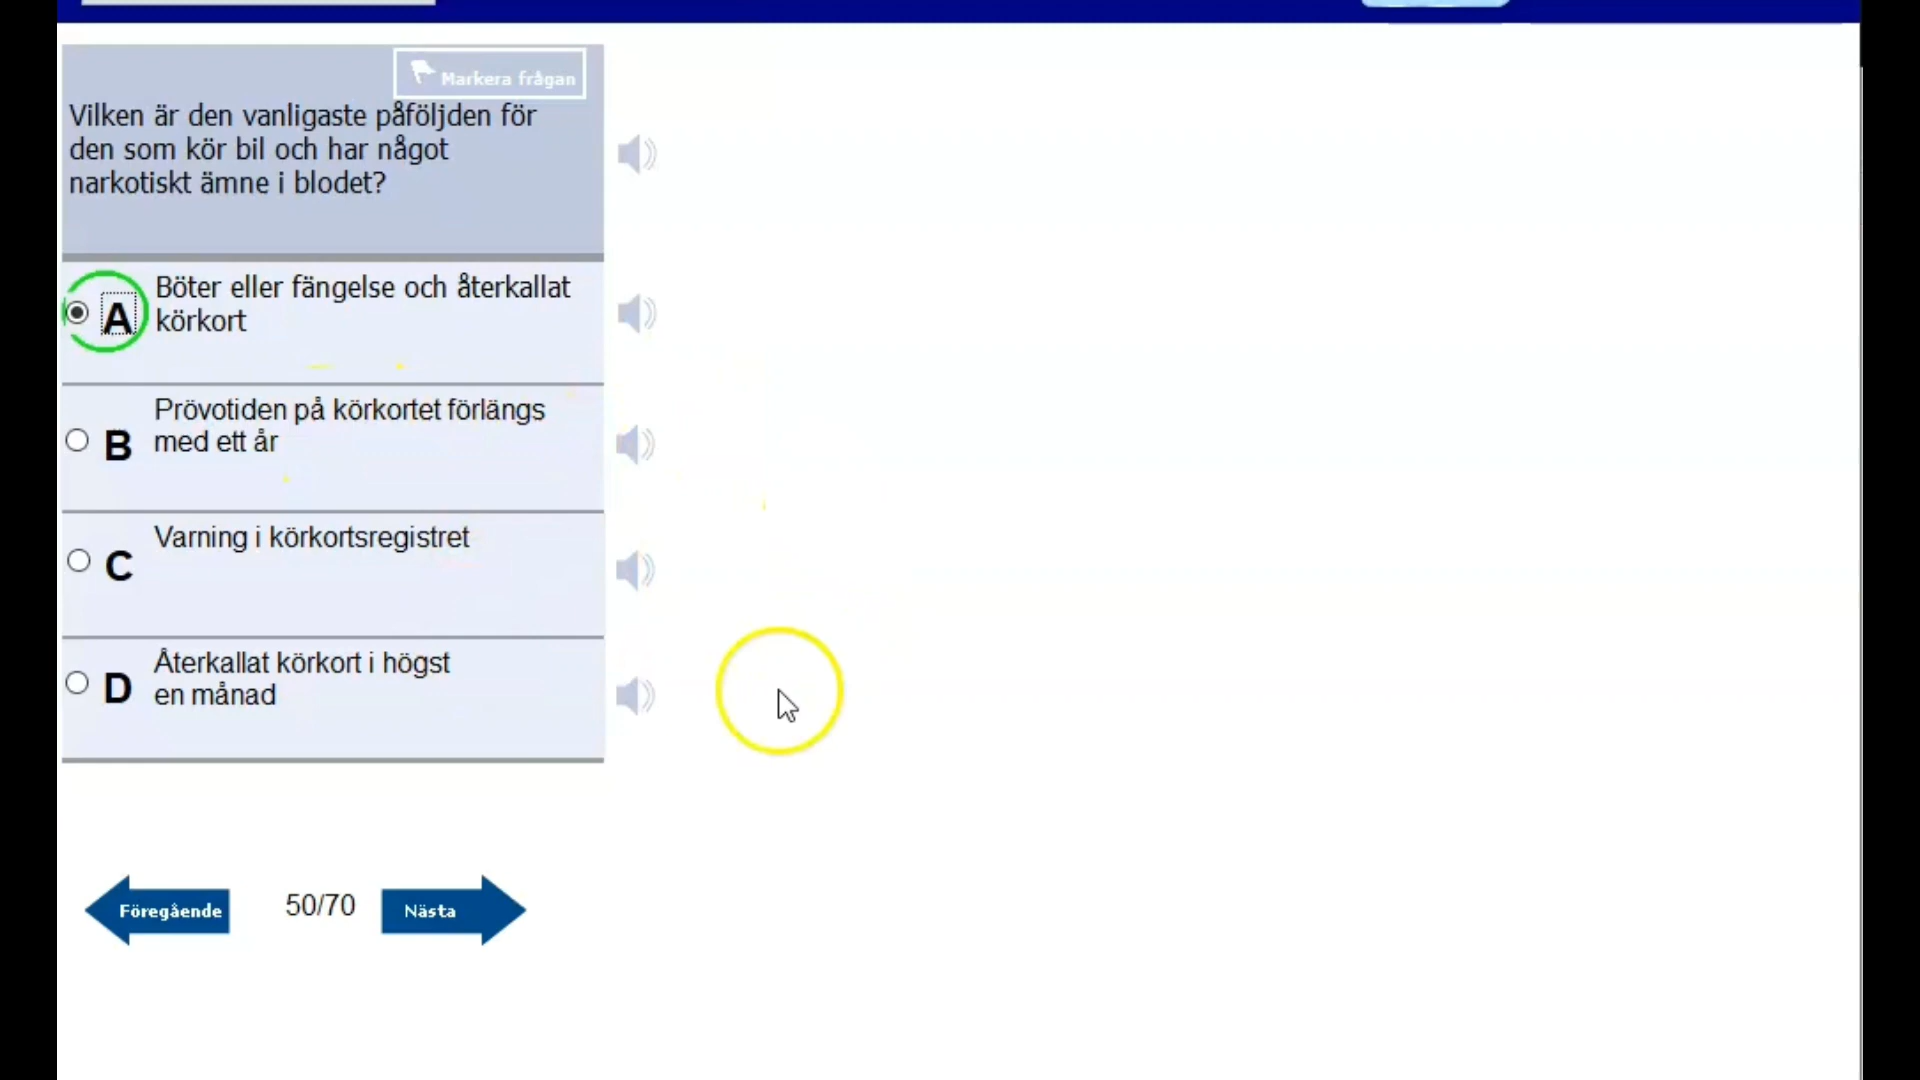 Markera frågan
Vilken är den vanligaste påföljden för
den som kör bil och har något
narkotiskt ämne i blodet?
A
Böter eller fängelse och återkallat
körkort
B
Prövotiden på körkortet förlängs
med ett år
C
Varning i körkortsregistret
D
Återkallat körkort i högst
en månad
Föregående
50/70
Nästa